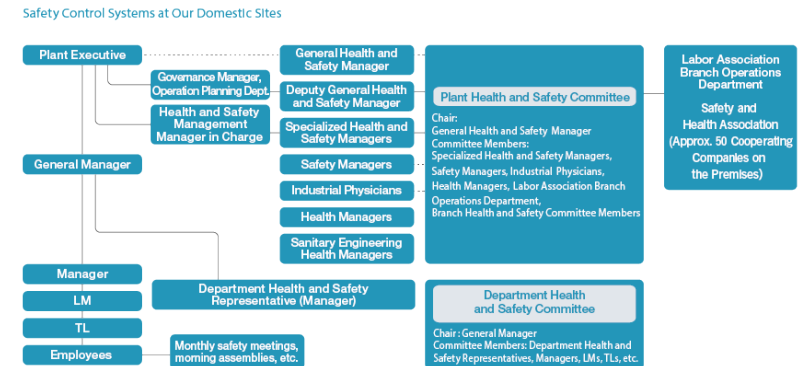 Safety Control Systems at Our Domestic Sites
Plant Executive
General Manager
Manager
LM
TL
Employees
Governance Manager,
Operation Planning Dept.
Health and Safety
Management
Manager in Charge
Department Health and Safety
Representative (Manager)
Monthly safety meetings,
morning assemblies, etc.
General Health and
Safety Manager
Deputy General Health
and Safety Manager
Specialized Health and
Safety Managers
Safety Managers
Industrial Physicians
Health Managers
Sanitary Engineering
Health Managers
Plant Health and Safety Committee
Chair:
General Health and Safety Manager
Committee Members:
Specialized Health and Safety Managers,
Safety Managers, Industrial Physicians,
Health Managers, Labor Association Branch
Operations Department,
Branch Health and Safety Committee Members
Department Health
and Safety Committee
Chair : General Manager
Committee Members: Department Health and
Safety Representatives, Managers, LMs, TLs, etc.
Labor Association
Branch Operations
Department
Safety and
Health Association
(Approx. 50 Cooperating
Companies on
the Premises)